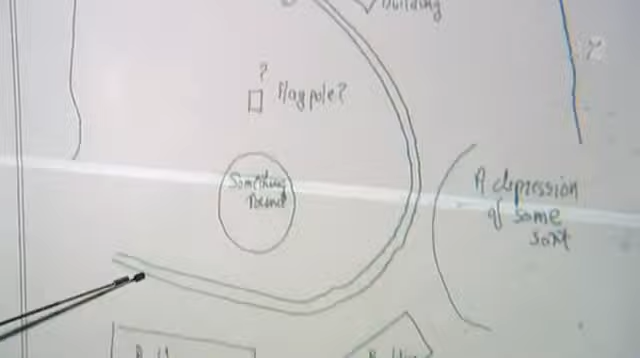 Building
?
Flagpole?
Something
Round
A depression
of some
sort